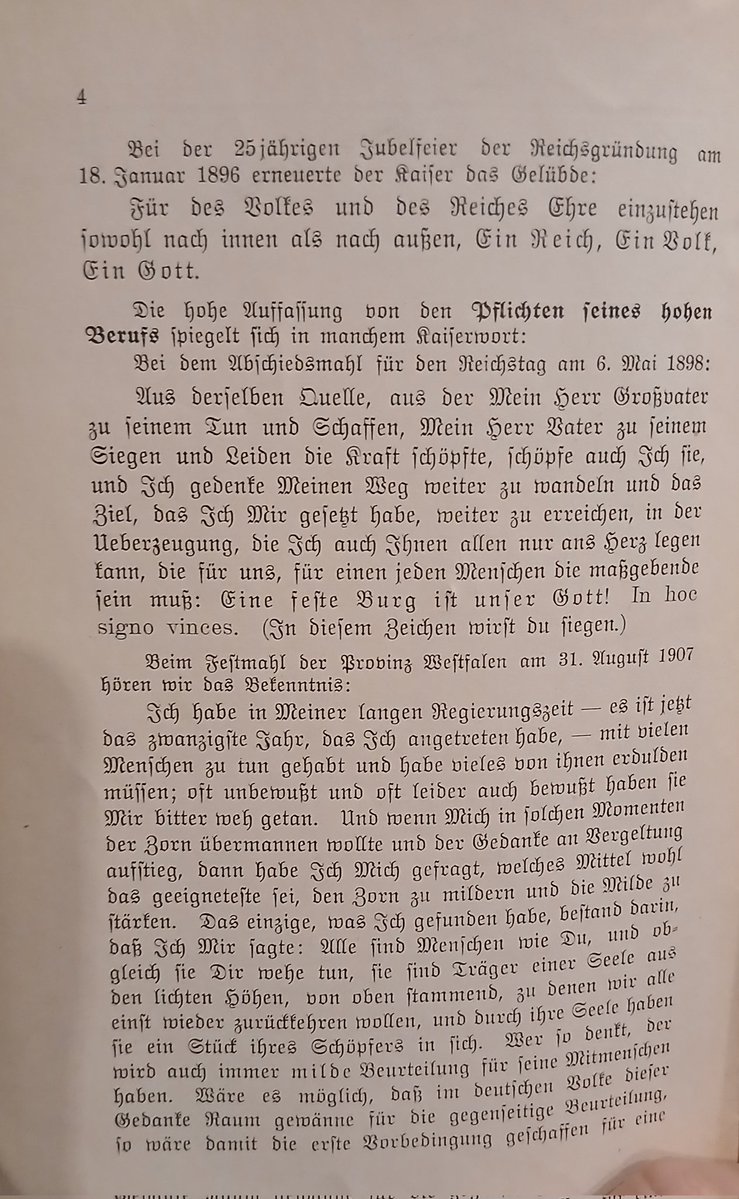 4
Bei der 25jährigen Jubelfeier der Reichsgründung am
18. Januar 1896 erneuerte der Kaiser das Gelübde:
Für des Volkes und des Reiches Ehre einzustehen
sowohl nach innen als nach außen, Ein Reich, Ein Volk,
Ein Gott.
Die hohe Auffassung von den Pflichten seines hohen
Berufs spiegelt sich in manchem Kaiserwort:
Bei dem Abschiedsmahl für den Reichstag am 6. Mai 1898:
Aus derselben Quelle, aus der Mein Herr Großvater
zu seinem Tun und Schaffen, Mein Herr Vater zu seinem
Siegen und Leiden die Kraft schöpfte, schöpfe auch Ich sie,
und Ich gedenke Meinen Weg weiter zu wandeln und das
Ziel, das Ich Mir gesetzt habe, weiter zu erreichen, in der
Ueberzeugung, die Ich auch Ihnen allen nur ans Herz legen
kann, die für uns, für einen jeden Menschen die maßgebende
sein muß: Eine feste Burg ist unser Gott! In hoc
signo vinces. (In diesem Zeichen wirst du siegen.)
Beim Festmahl der Provinz Westfalen am 31. August 1907
hören wir das Bekenntnis:
Ich habe in Meiner langen Regierungszeit — es ist jetzt
das zwanzigste Jahr, das Ich angetreten habe, — mit vielen
Menschen zu tun gehabt und habe vieles von ihnen erdulden
müssen; oft unbewußt und oft leider auch bewußt haben sie
Mir bitter weh getan. Und wenn Mich in solchen Momenten
der Zorn übermannen wollte und der Gedanke an Vergeltung
aufstieg, dann habe Ich Mich gefragt, welches Mittel wohl
das geeigneteste sei, den Zorn zu mildern und die Milde zu
stärken. Das einzige, was Ich gefunden habe, bestand darin,
daß Ich Mir sagte: Alle sind Menschen wie Du, und ob-
gleich sie Dir wehe tun, sie sind Träger einer Seele aus
den lichten Höhen, von oben stammend, zu denen wir alle
einst wieder zurückkehren wollen, und durch ihre Seele haben
sie ein Stück ihres Schöpfers in sich. Wer so denkt, der
wird auch immer milde Beurteilung für seine Mitmenschen
haben. Wäre es möglich, daß im deutschen Volke dieser
Gedanke Raum gewänne für die gegenseitige Beurteilung,
so wäre damit die erste Vorbedingung geschaffen für eine